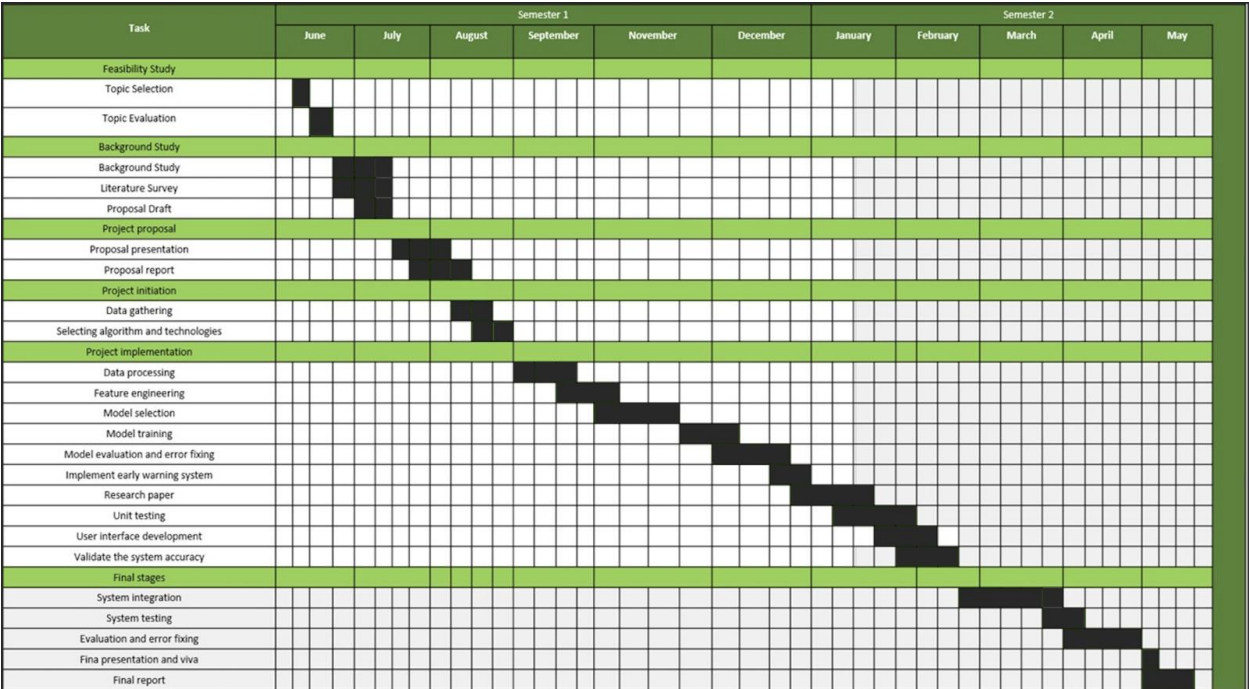 Task
Semester 1
Semester 2
June
July
August
September
November
December
January
February
March
April
May
Feasibility Study
Topic Selection
Topic Evaluation
Background Study
Background Study
Literature Survey
Proposal Draft
Project proposal
Proposal presentation
Proposal report
Project initiation
Data gathering
Selecting algorithm and technologies
Project implementation
Data processing
Feature engineering
Model selection
Model training
Model evaluation and error fixing
Implement early warning system
Research paper
Unit testing
User interface development
Validate the system accuracy
Final stages
System integration
System testing
Evaluation and error fixing
Fina presentation and viva
Final report